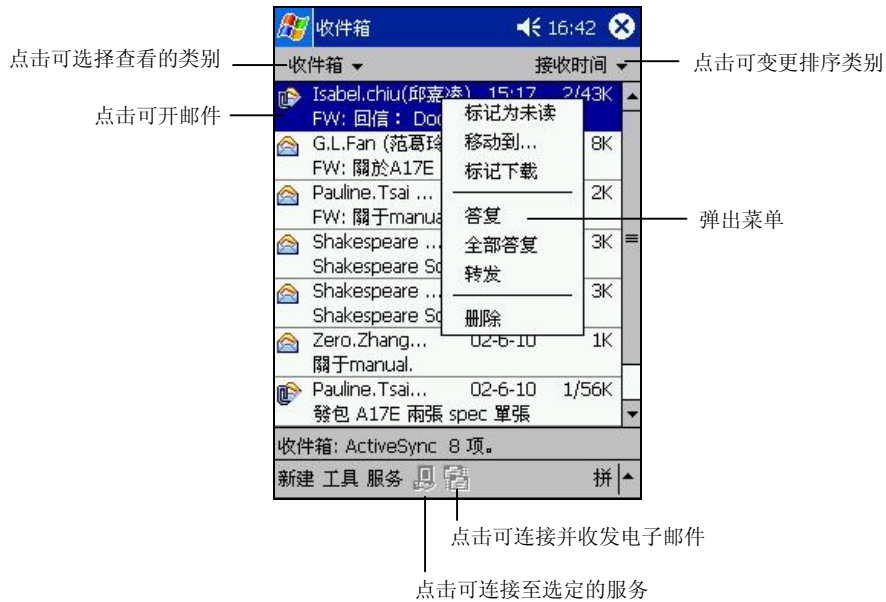 收件箱 16:42
点击可选择查看的类别
收件箱 接收时间
点击可变更排序类别
点击可开邮件
Isabel.chiu(邱嘉凌) 15:17 2/43K
FW: 回信： Doc
G.L.Fan (范葛玲 8K
FW: 關於A17E
Pauline.Tsai ... 2K
FW: 關于manua
Shakespeare ... 3K
Shakespeare Sc
Shakespeare ... 3K
Shakespeare Sc
Zero.Zhang... 02-6-10 1K
關于manual.
Pauline.Tsai... 02-6-10 1/56K
發包 A17E 兩張 spec 單張
标记为未读
移动到...
标记下载
答复
全部答复
转发
删除
弹出菜单
收件箱: ActiveSync 8 项。
新建 工具 服务 拼
点击可连接并收发电子邮件
点击可连接至选定的服务